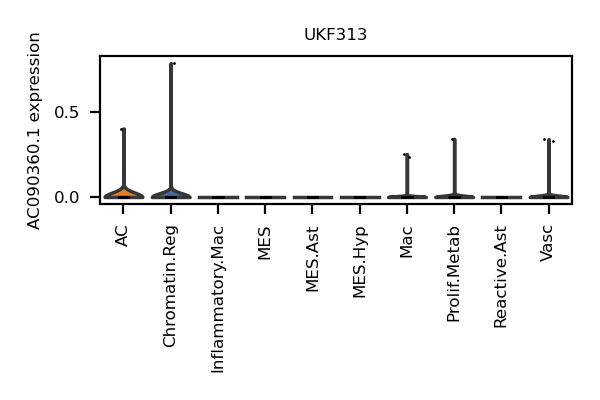 UKF313
AC090360.1 expression
0.5
0.0
AC
Chromatin.Reg
Inflammatory.Mac
MES
MES.Ast
MES.Hyp
Mac
Prolif.Metab
Reactive.Ast
Vasc